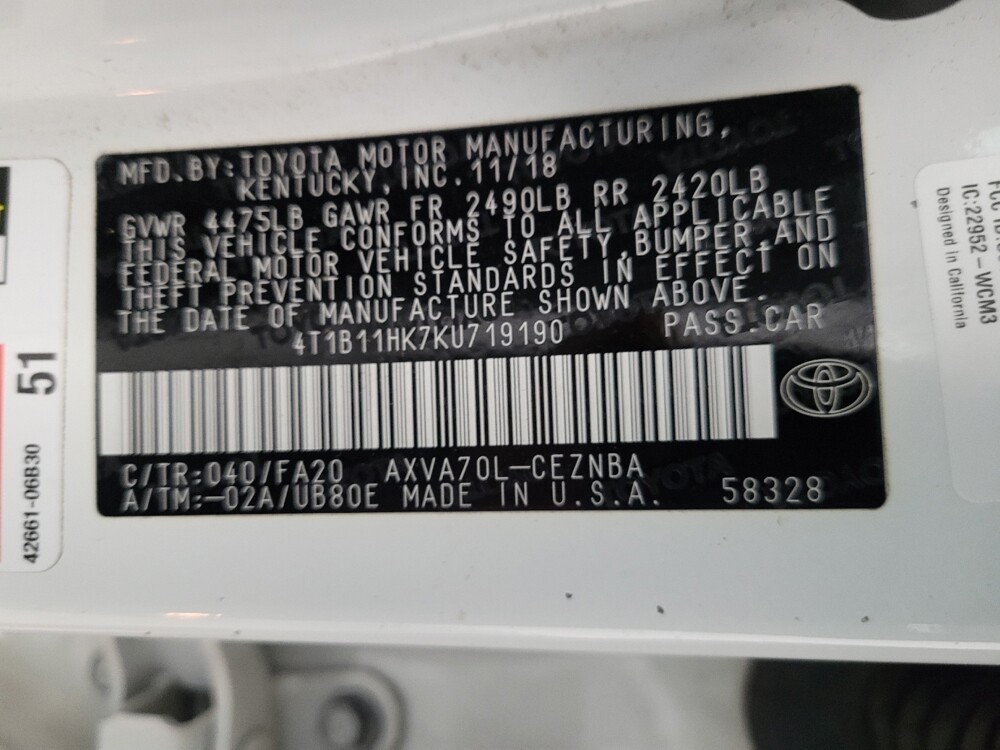 MFD.BY:TOYOTA MOTOR MANUFACTURING,
KENTUCKY,INC.11/18
GVWR 4475LB GAWR FR 2490LB RR 2420LB
THIS VEHICLE CONFORMS TO ALL APPLICABLE
FEDERAL MOTOR VEHICLE SAFETY,BUMPER,AND
THEFT PREVENTION STANDARDS IN EFFECT ON
THE DATE OF MANUFACTURE SHOWN ABOVE.
4T1B11HK7KU719190 PASS.CAR
C/TR:040/FA20 AXVA70L-CEZNBA
A/TM:-02A/UB80E MADE IN U.S.A. 58328
51
42661-06B30
IC:22952-WCM3
Designed in California